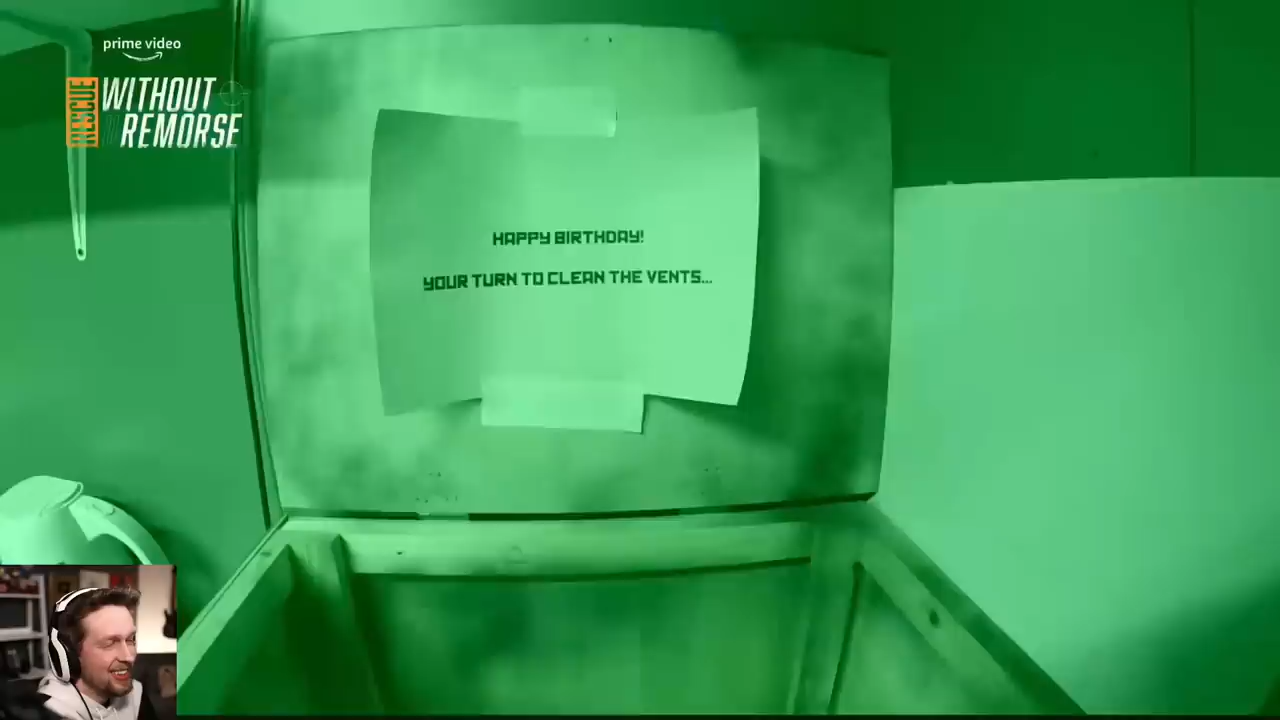 prime video
RESCUE
WITHOUT
REMORSE
HAPPY BIRTHDAY!
YOUR TURN TO CLEAN THE VENTS...